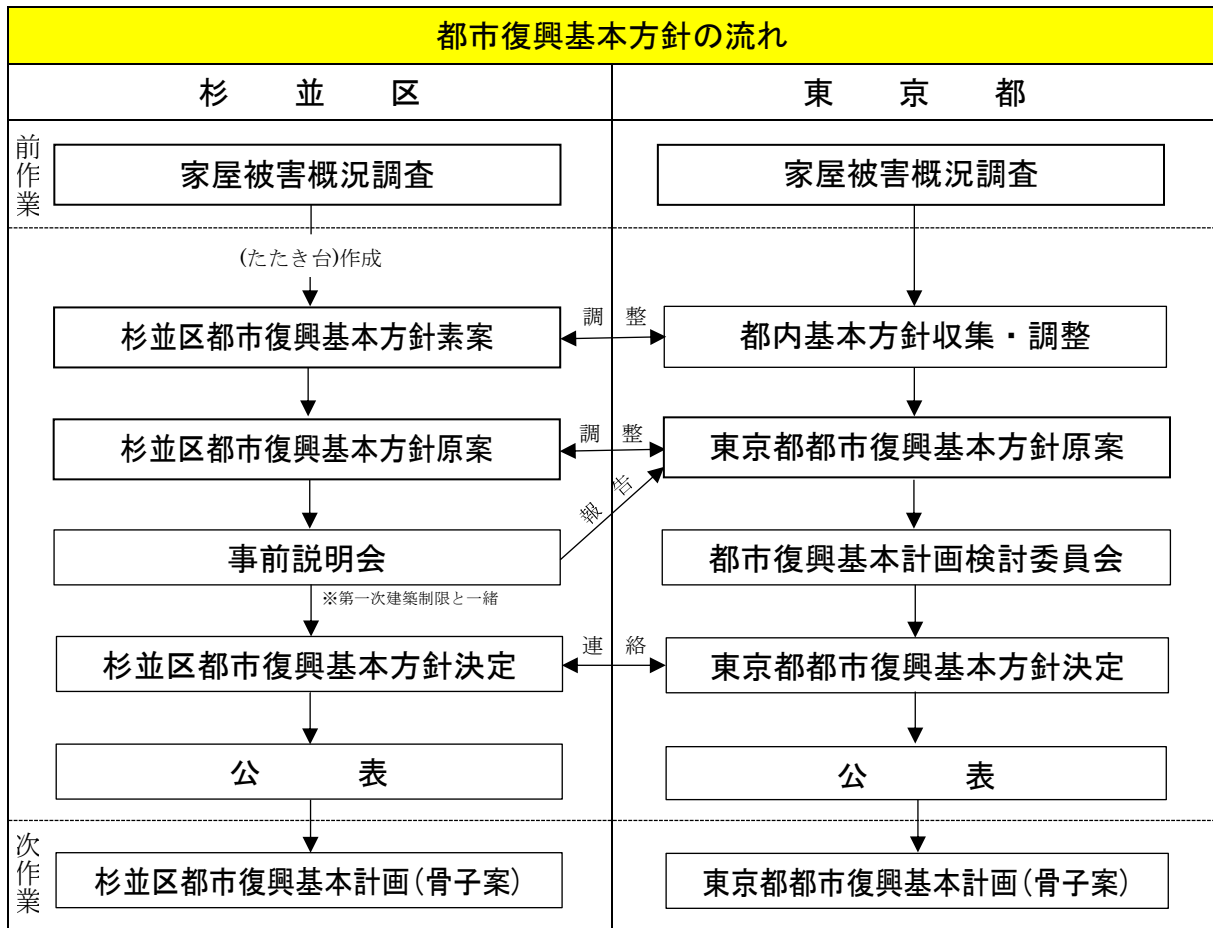 都市復興基本方針の流れ
杉並区
東京都
前作業
家屋被害概況調査
家屋被害概況調査
(たたき台)作成
杉並区都市復興基本方針素案
調整
都内基本方針収集・調整
杉並区都市復興基本方針原案
調整
東京都都市復興基本方針原案
報告
事前説明会
都市復興基本計画検討委員会
※第一次建築制限と一緒
杉並区都市復興基本方針決定
連絡
東京都都市復興基本方針決定
公表
公表
次作業
杉並区都市復興基本計画(骨子案)
東京都都市復興基本計画(骨子案)